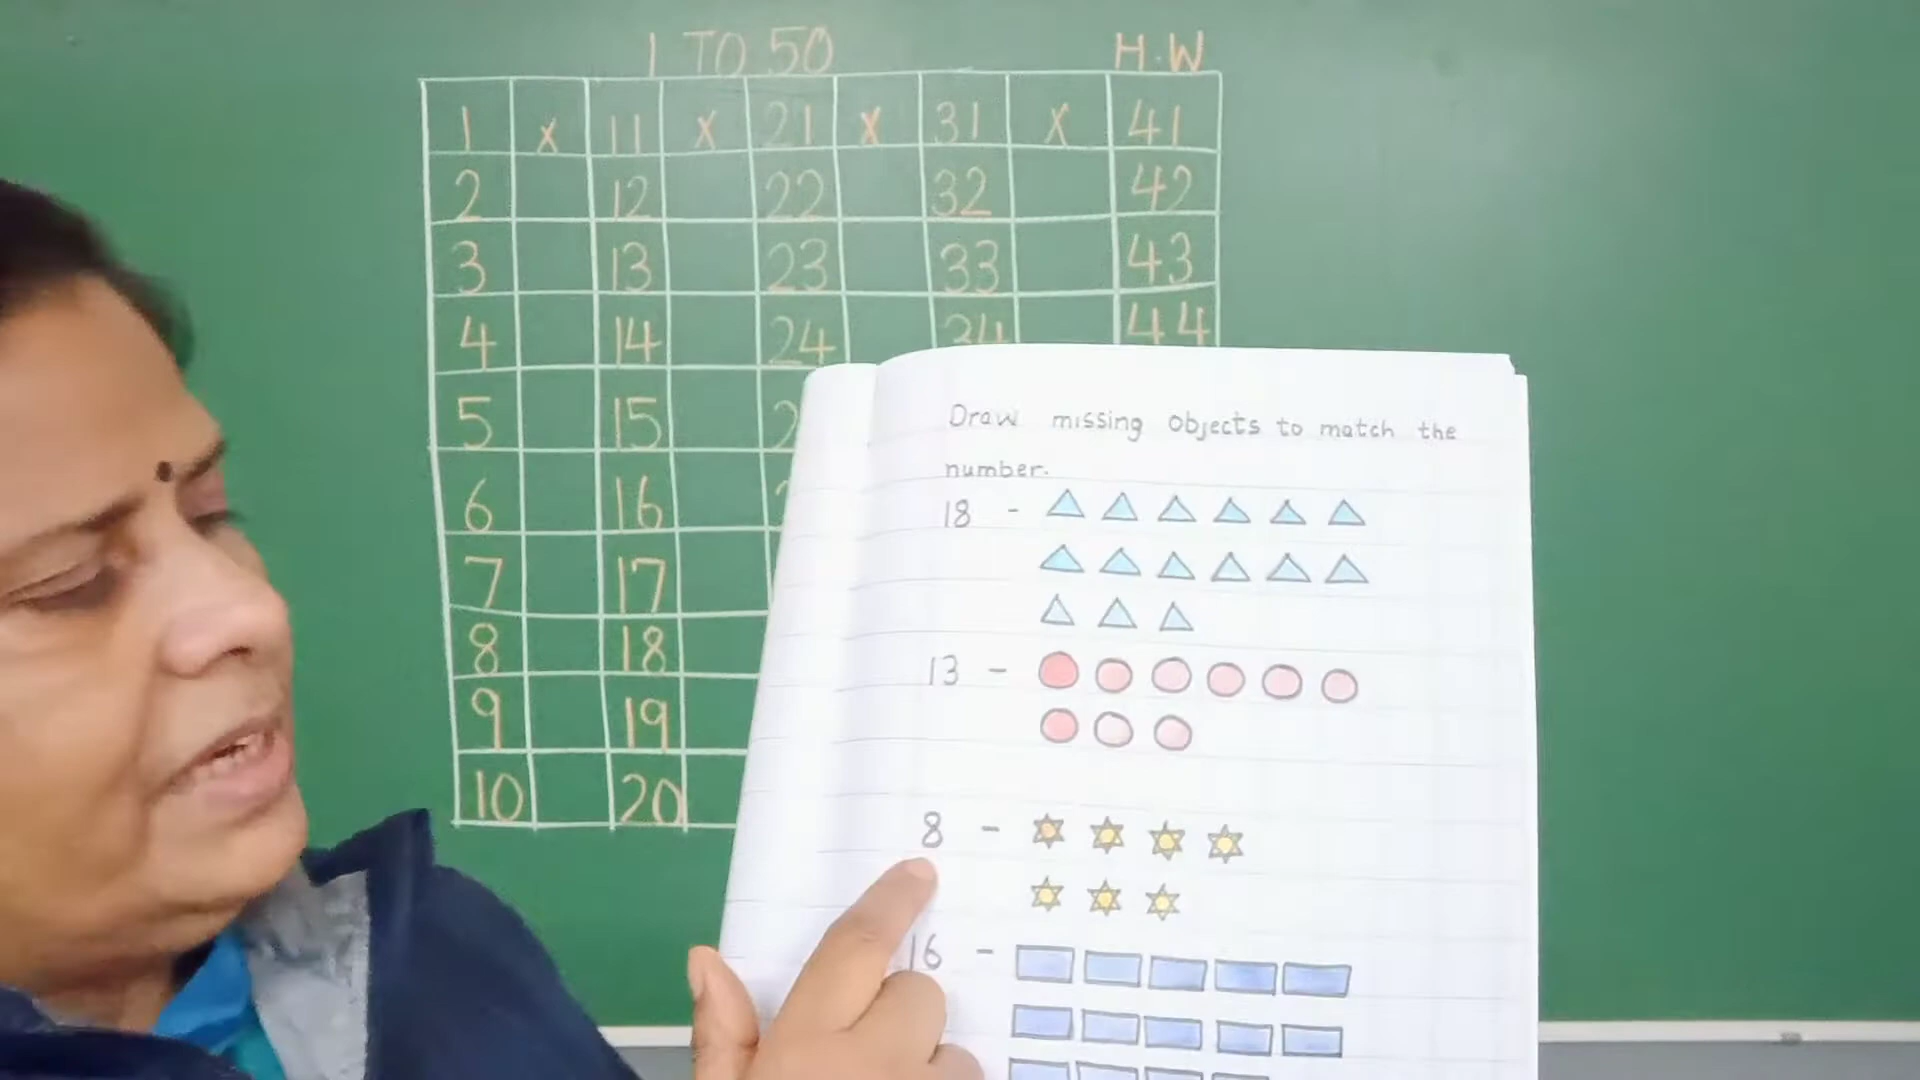 1 TO 50 H.W
1 x 11 x 21 x 31 x 41
2 12 22 32 42
3 13 23 33 43
4 14 24 34 44
5 15
6 16
7 17
8 18
9 19
10 20
Draw missing objects to match the
number.
18 -
13 -
8 -
16 -